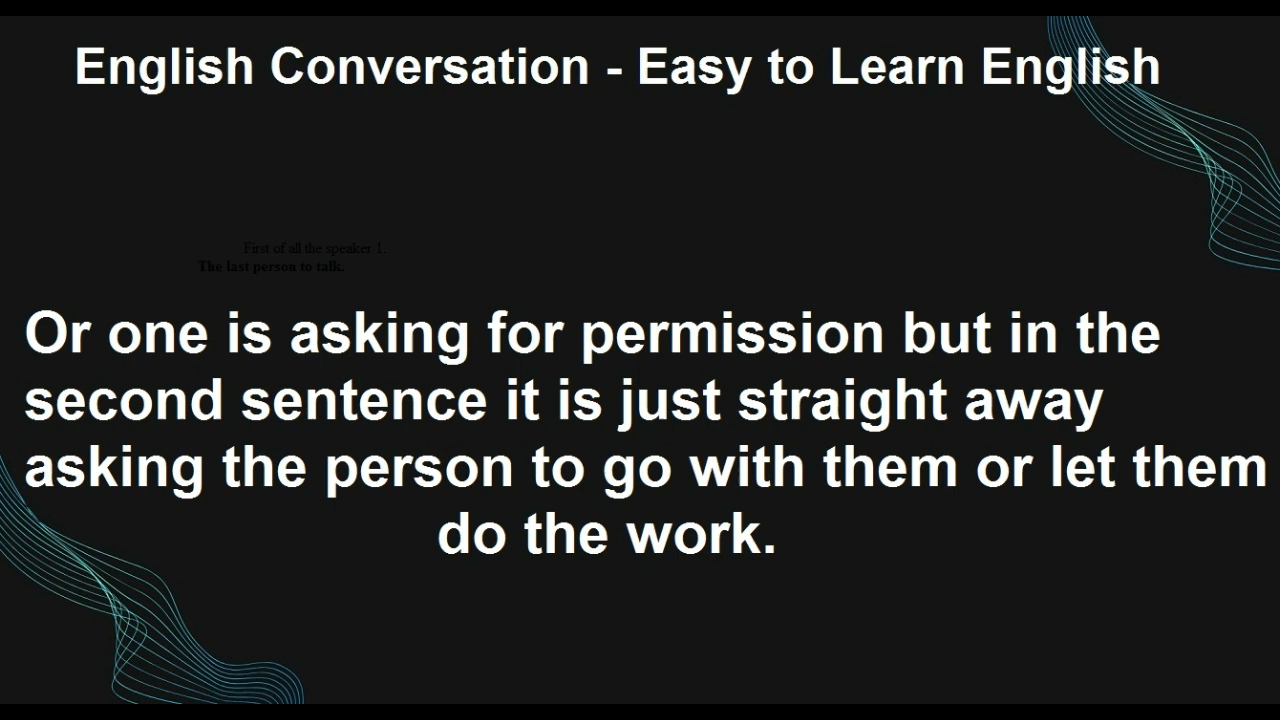 English Conversation - Easy to Learn English
First of all the speaker 1.
The last person to talk.
Or one is asking for permission but in the
second sentence it is just straight away
asking the person to go with them or let them
do the work.